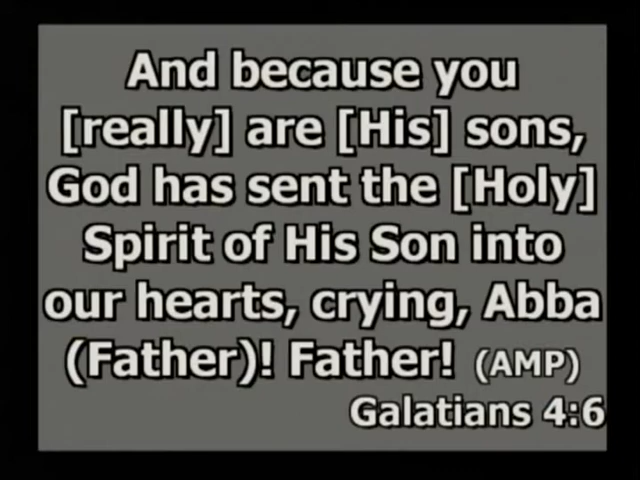 And because you
[really] are [His] sons,
God has sent the [Holy]
Spirit of His Son into
our hearts, crying, Abba
(Father)! Father! (AMP)
Galatians 4:6